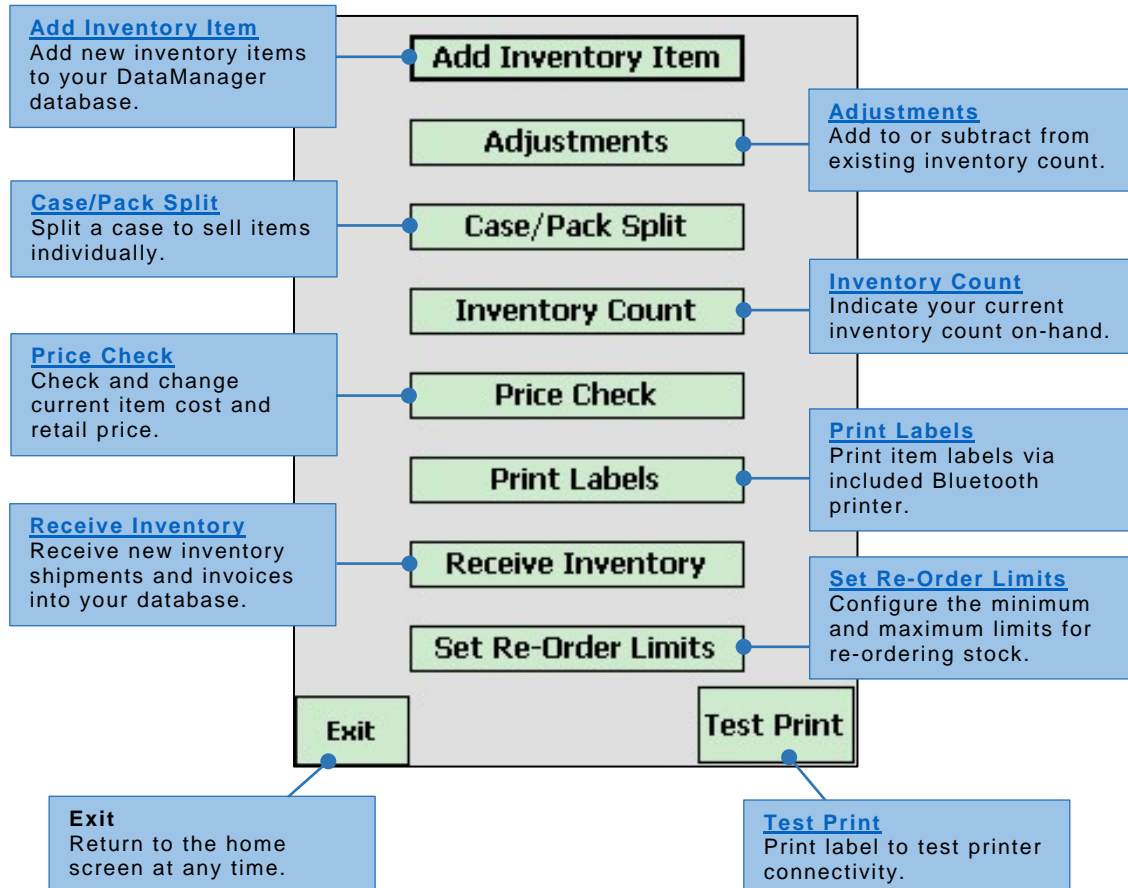 Add Inventory Item
Add new inventory items
to your DataManager
database.
Add Inventory Item
Adjustments
Adjustments
Add to or subtract from
existing inventory count.
Case/Pack Split
Split a case to sell items
individually.
Case/Pack Split
Inventory Count
Inventory Count
Indicate your current
inventory count on-hand.
Price Check
Check and change
current item cost and
retail price.
Price Check
Print Labels
Print Labels
Print item labels via
included Bluetooth
printer.
Receive Inventory
Receive new inventory
shipments and invoices
into your database.
Receive Inventory
Set Re-Order Limits
Set Re-Order Limits
Configure the minimum
and maximum limits for
re-ordering stock.
Exit
Test Print
Exit
Return to the home
screen at any time.
Test Print
Print label to test printer
connectivity.